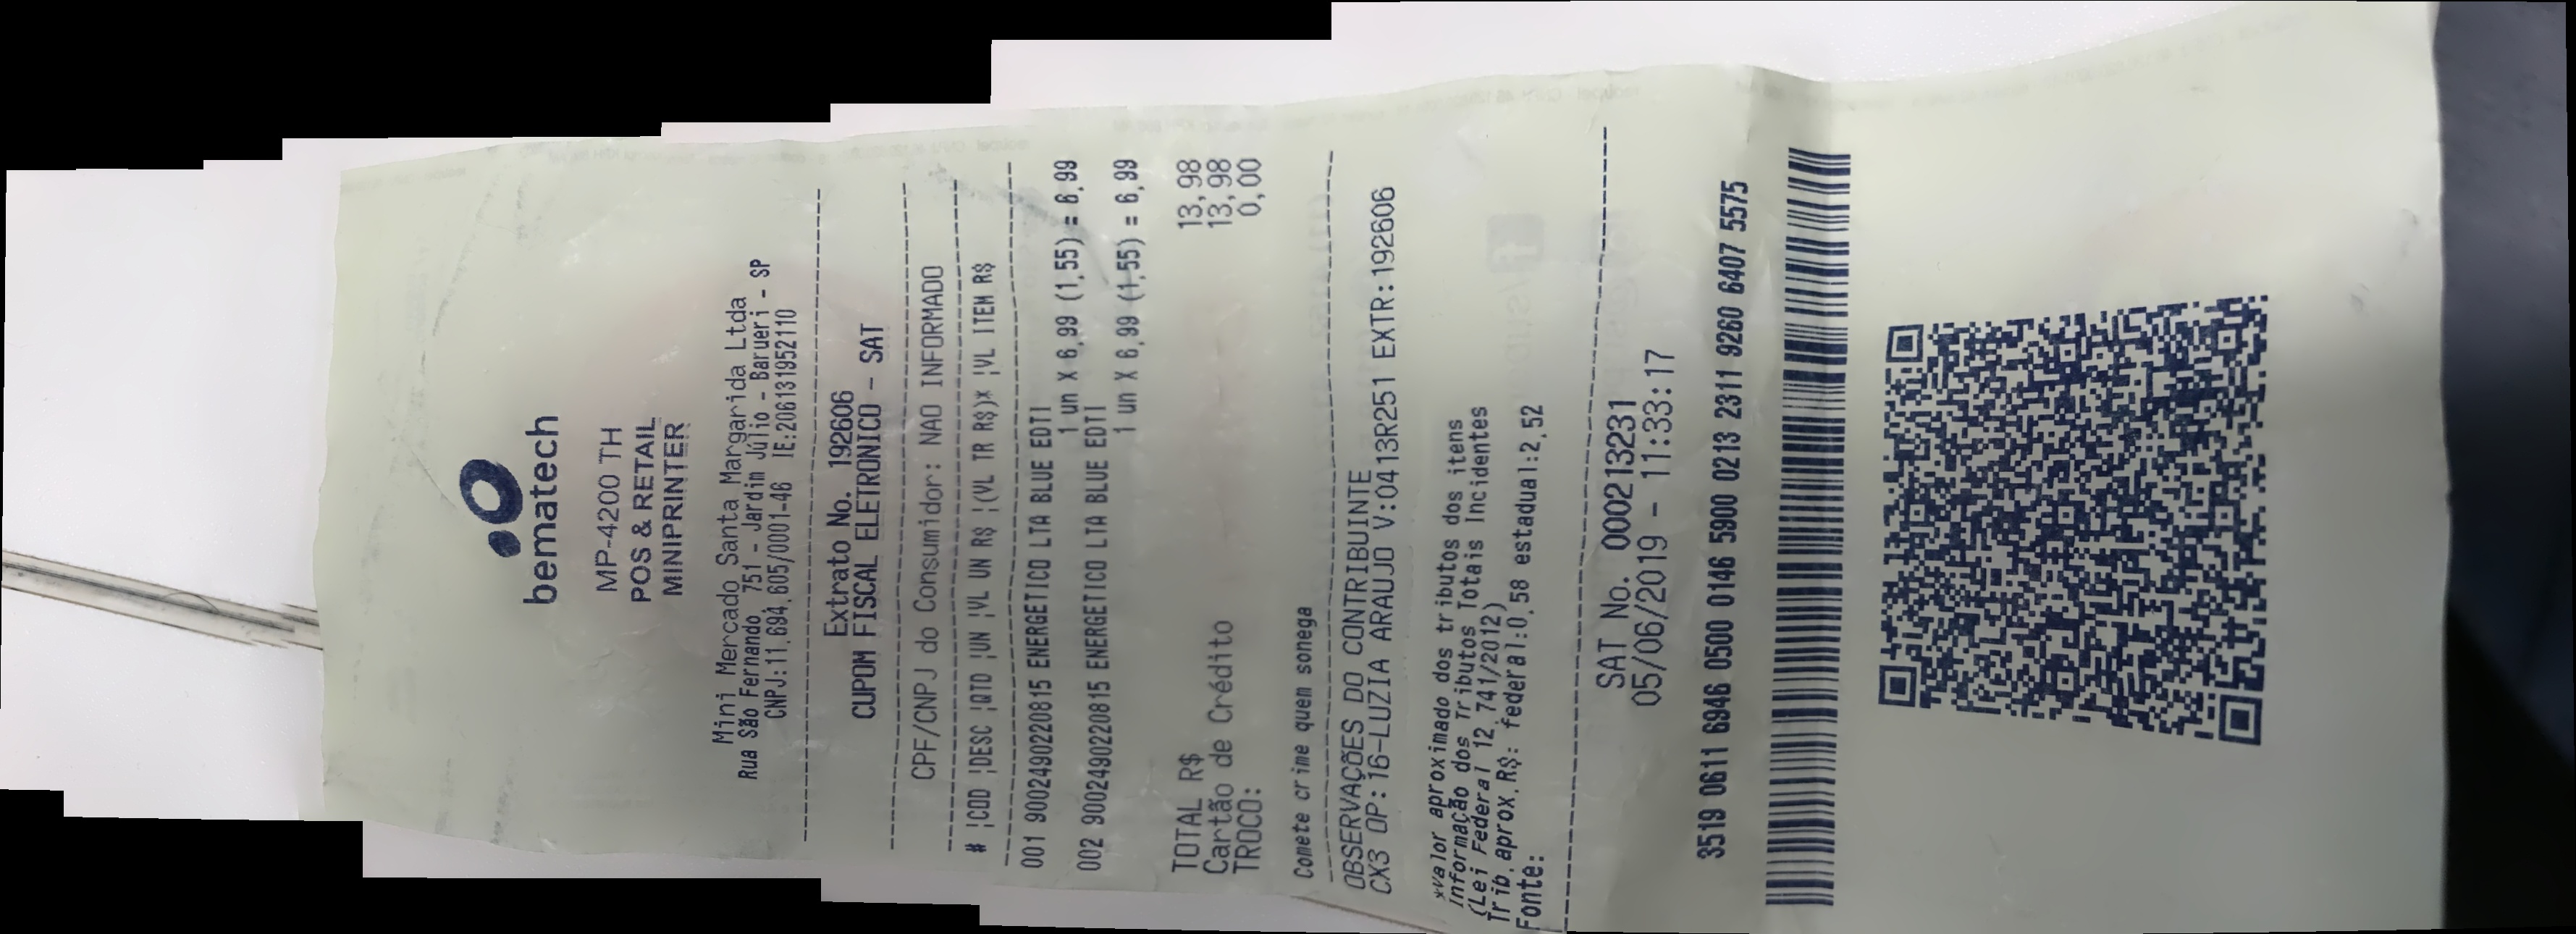 bematech
MP-4200 TH
POS & RETAIL
MINIPRINTER
Mini Mercado Santa Margarida Ltda
Rua São Fernando 751 - Jardim Júlio - Barueri - SP
CNPJ:11.694.605/0001-46 IE:206131952110
Extrato No. 192606
CUPOM FISCAL ELETRONICO - SAT
CPF/CNPJ do Consumidor: NAO INFORMADO
# |COD |DESC |QTD |UN |VL UN R$ |(VL TR R$)* |VL ITEM R$
001 9002490220815 ENERGETICO LTA BLUE EDTI
1 un X 6,99 (1,55) = 6,99
002 9002490220815 ENERGETICO LTA BLUE EDTI
1 un X 6,99 (1,55) = 6,99
TOTAL R$ 13,98
Cartão de Crédito 13,98
TROCO: 0,00
Comete crime quem sonega
OBSERVAÇÕES DO CONTRIBUINTE
CX3 OP:16-LUZIA ARAUJO V:0413R251 EXTR:192606
*Valor aproximado dos tributos dos itens
Informação dos Tributos Totais Incidentes
(Lei Federal 12.741/2012)
Trib.aprox.R$: federal:0,58 estadual:2,52
Fonte:
SAT No. 000213231
05/06/2019 - 11:33:17
3519 0611 6946 0500 0146 5900 0213 2311 9260 6407 5575